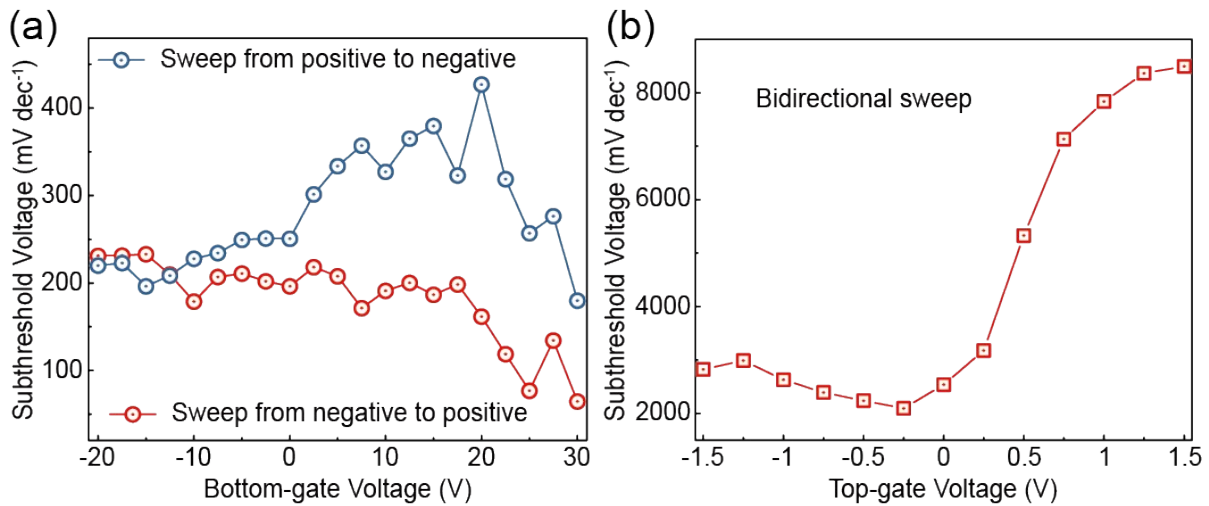 (a)
Sweep from positive to negative
Sweep from negative to positive
Subthreshold Voltage (mV dec⁻¹)
400
300
200
100
-20
-10
0
10
20
30
Bottom-gate Voltage (V)
(b)
Bidirectional sweep
Subthreshold Voltage (mV dec⁻¹)
8000
6000
4000
2000
-1.5
-1
-0.5
0
0.5
1
1.5
Top-gate Voltage (V)